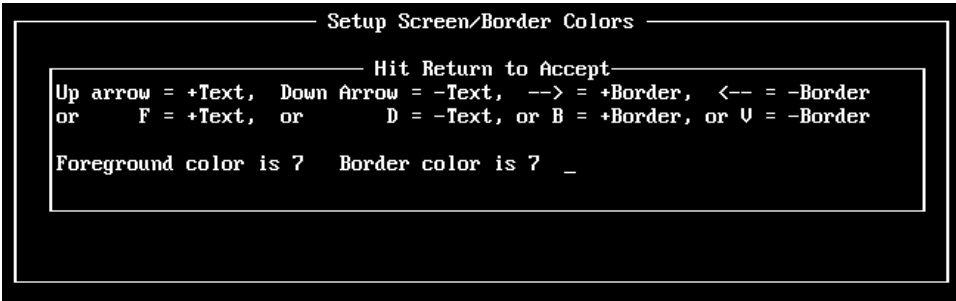 Setup Screen/Border Colors
Hit Return to Accept
Up arrow = +Text, Down Arrow = -Text, --> = +Border, <-- = -Border
or F = +Text, or D = -Text, or B = +Border, or V = -Border
Foreground color is 7 Border color is 7 _